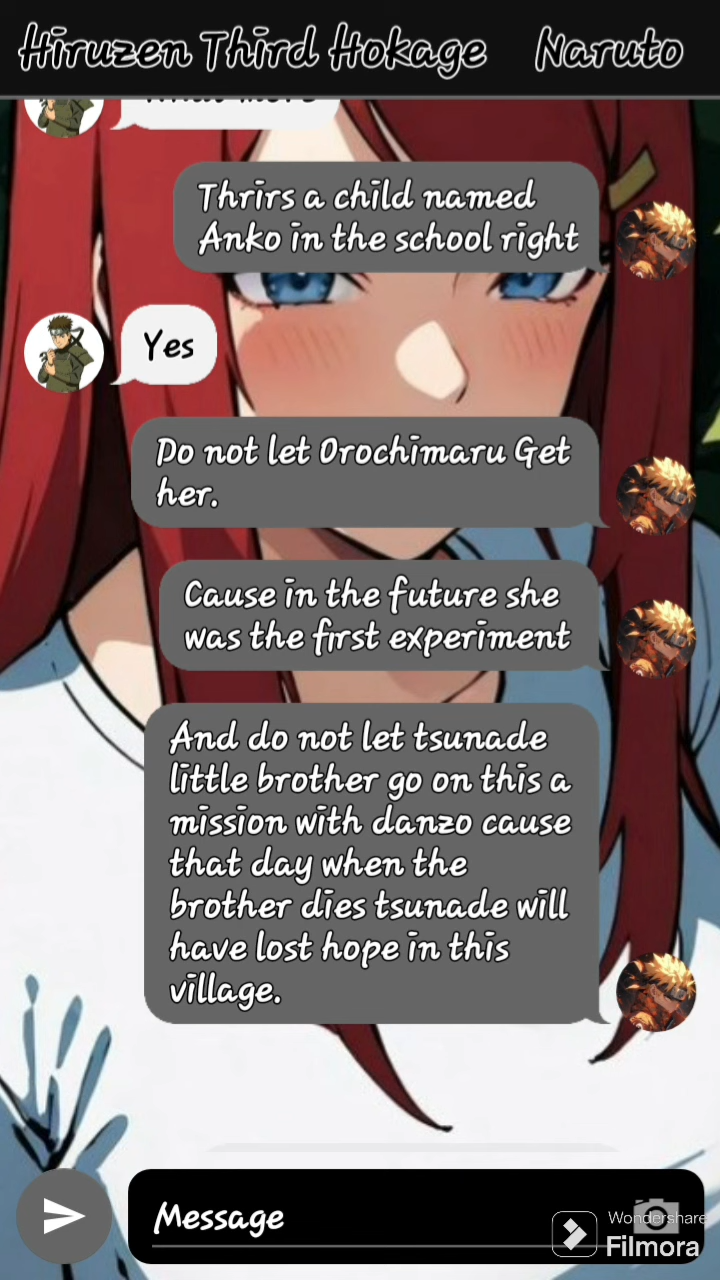 Hiruzen Third Hokage Naruto
Thrirs a child named
Anko in the school right
Yes
Do not let Orochimaru Get
her.
Cause in the future she
was the first experiment
And do not let tsunade
little brother go on this a
mission with danzo cause
that day when the
brother dies tsunade will
have lost hope in this
village.
Message
Wondershare
Filmora